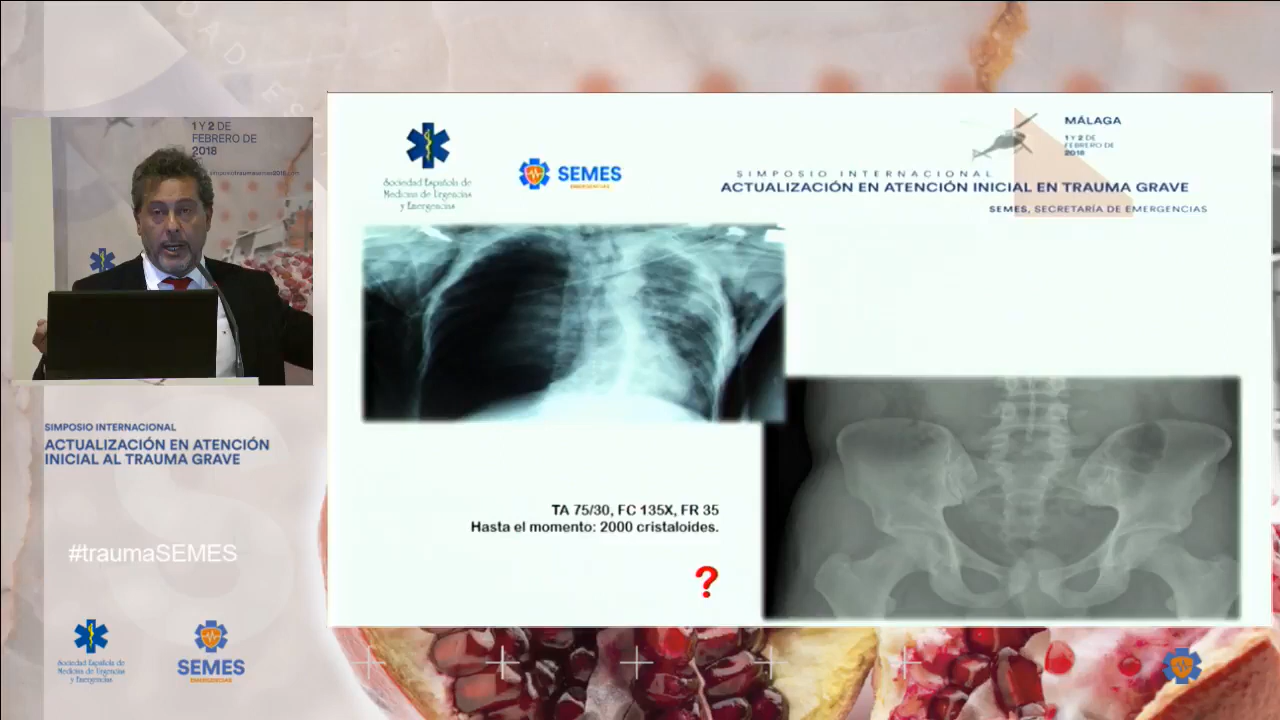 1 Y 2 DE
FEBRERO DE
2018
Sociedad Española de
Medicina de Urgencias
y Emergencias
SEMES
EMERGENCIAS
MÁLAGA
1 Y 2 DE
FEBRERO DE
2018
SIMPOSIO INTERNACIONAL
ACTUALIZACIÓN EN ATENCIÓN INICIAL EN TRAUMA GRAVE
SEMES, SECRETARÍA DE EMERGENCIAS
TA 75/30, FC 135X, FR 35
Hasta el momento: 2000 cristaloides.
?
SIMPOSIO INTERNACIONAL
ACTUALIZACIÓN EN ATENCIÓN
INICIAL AL TRAUMA GRAVE
#traumaSEMES
Sociedad Española de
Medicina de Urgencias
y Emergencias
SEMES
EMERGENCIAS